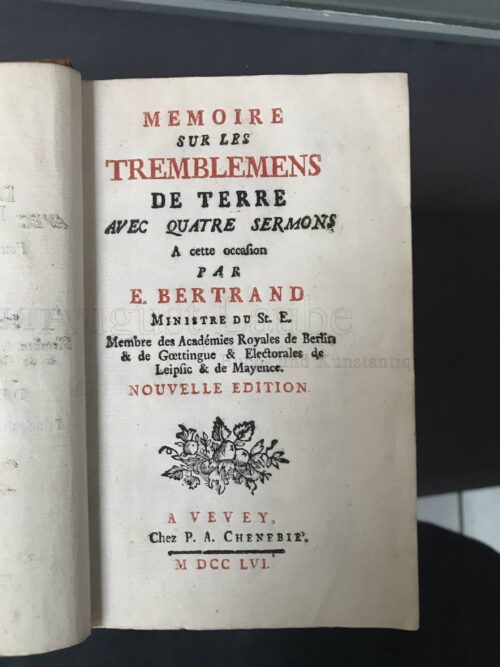 MEMOIRE
SUR LES
TREMBLEMENS
DE TERRE
AVEC QUATRE SERMONS
A cette occaſion
PAR
E. BERTRAND
MINISTRE DU St. E.
Membre des Académies Royales de Berlin
& de Gœttingue & Electorales de
Leipſic & de Mayence.
NOUVELLE EDITION.
A VEVEY,
Chez P. A. CHENEBIE.
M DCC LVI.